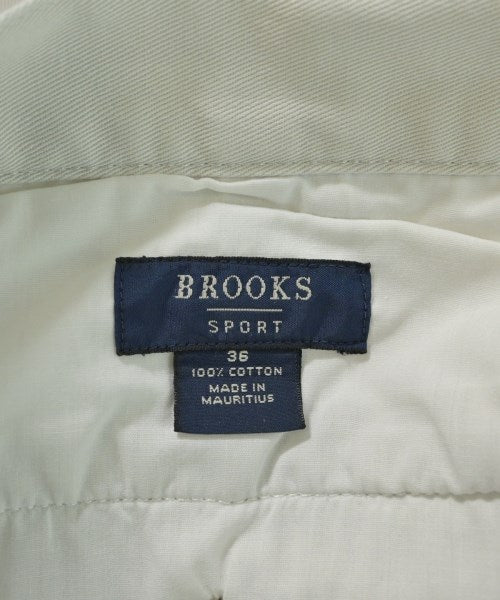 BROOKS
SPORT
36
100% COTTON
MADE IN
MAURITIUS